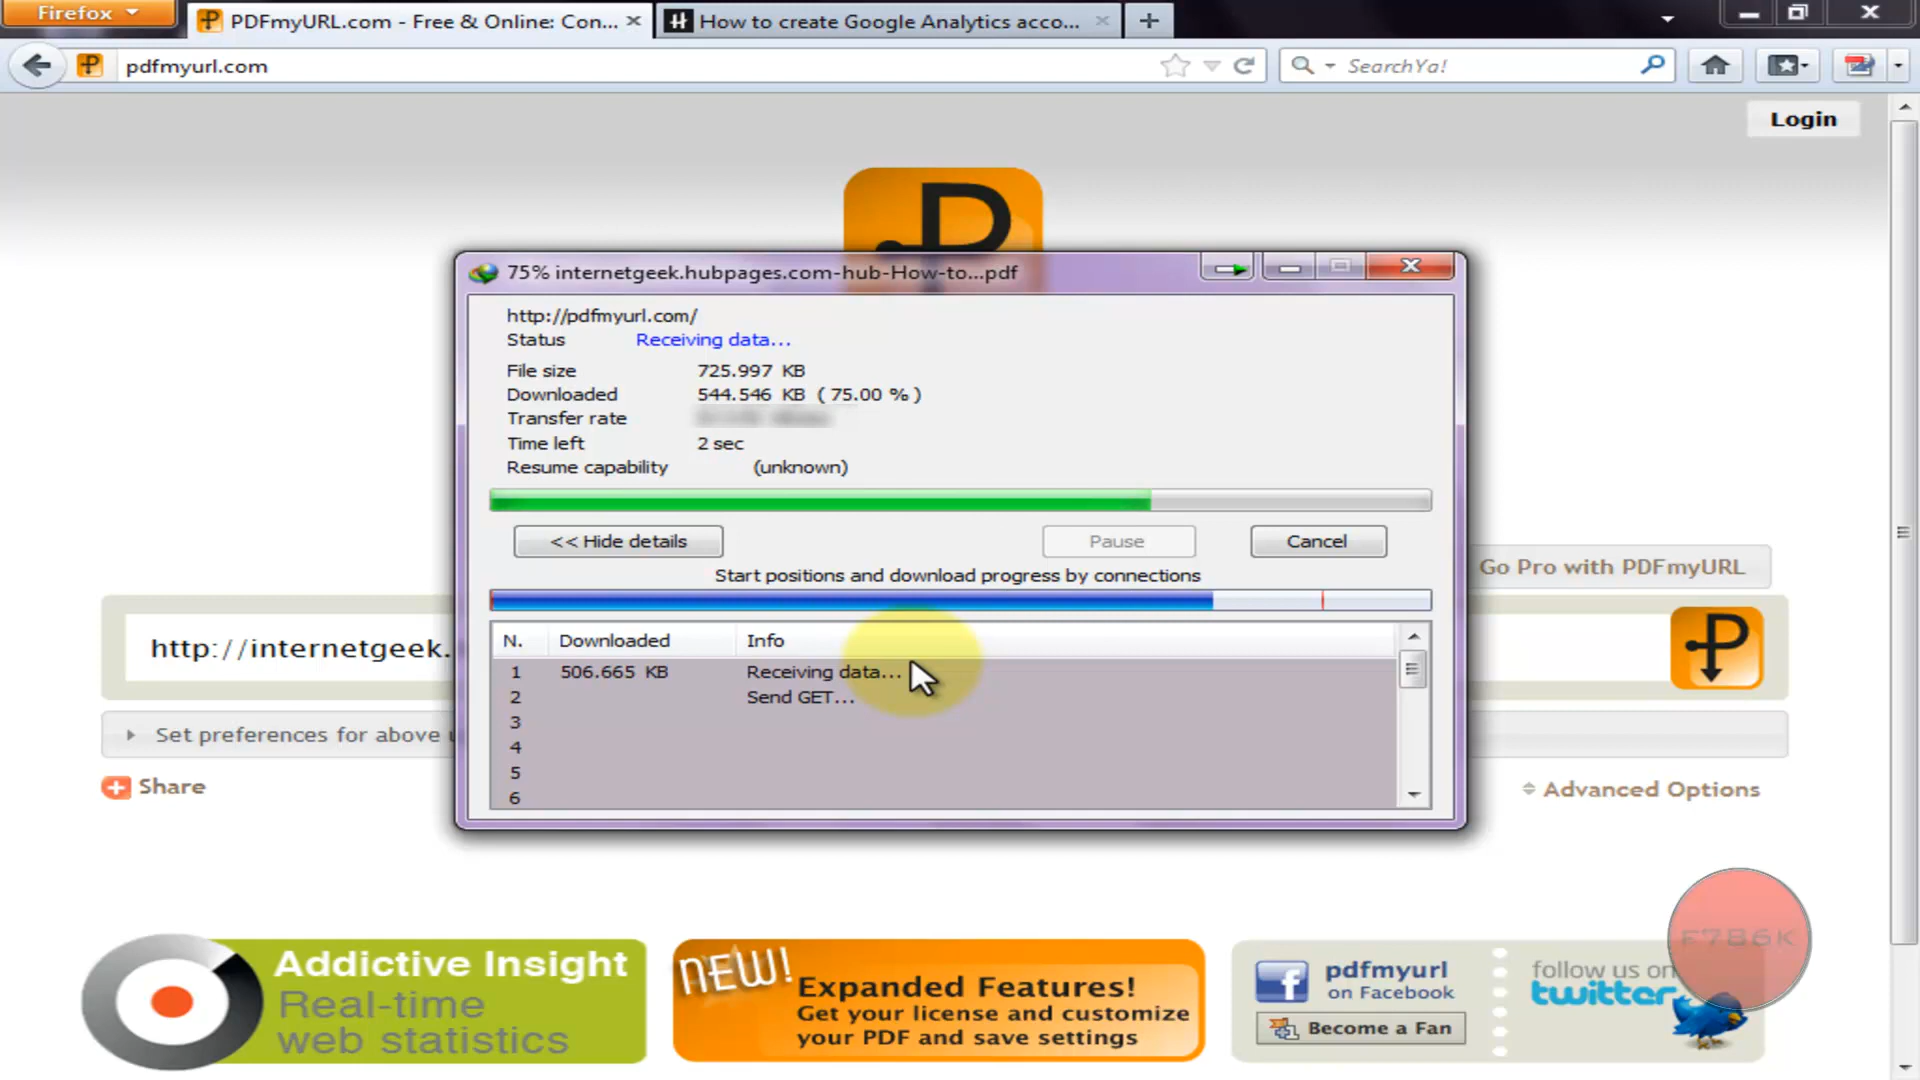 Firefox
PDFmyURL.com - Free & Online: Con...
How to create Google Analytics acco...
pdfmyurl.com
SearchYa!
Login
P
75% internetgeek.hubpages.com-hub-How-to...pdf
http://pdfmyurl.com/
Status Receiving data...
File size 725.997 KB
Downloaded 544.546 KB ( 75.00 % )
Transfer rate
Time left 2 sec
Resume capability (unknown)
<< Hide details Pause Cancel
Start positions and download progress by connections
N. Downloaded Info
1 506.665 KB Receiving data...
2 Send GET...
3
4
5
6
Go Pro with PDFmyURL
http://internetgeek.
P
Set preferences for above u
Share
Advanced Options
F7B6K
Addictive Insight
Real-time
web statistics
NEW!
Expanded Features!
Get your license and customize
your PDF and save settings
f
pdfmyurl
on Facebook
Become a Fan
follow us on
twitter